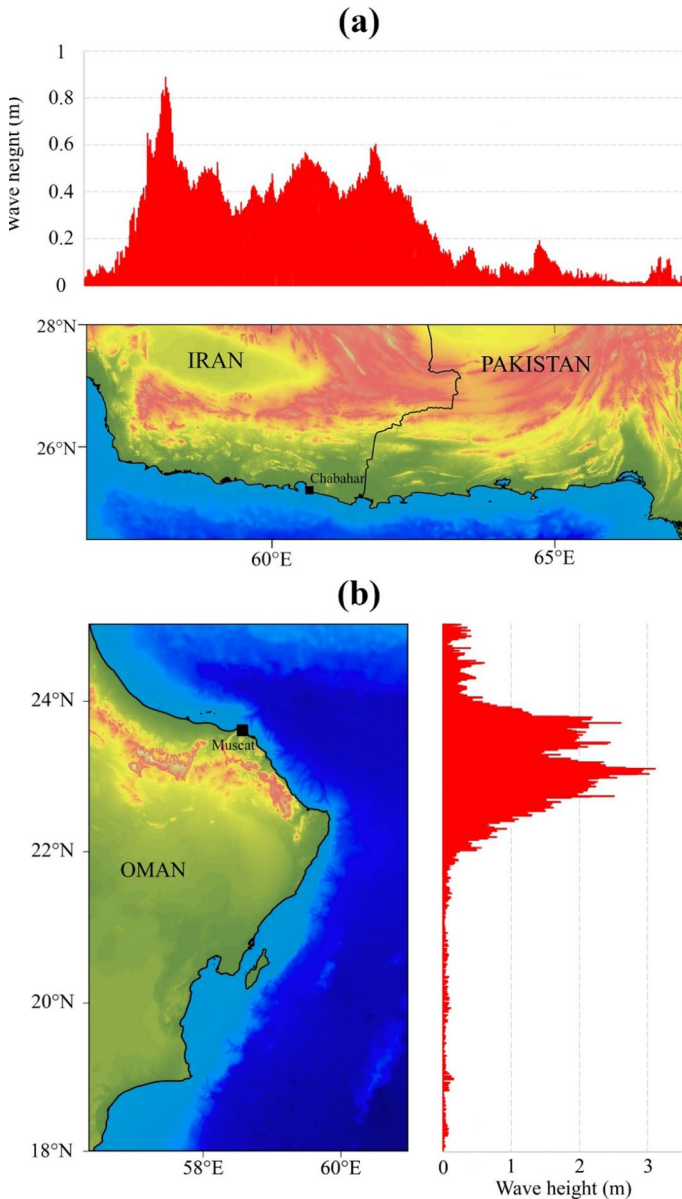 (a)
wave height (m)
1
0.8
0.6
0.4
0.2
0
28°N
26°N
IRAN
PAKISTAN
Chabahar
60°E
65°E
(b)
24°N
22°N
20°N
18°N
Muscat
OMAN
58°E
60°E
0
1
2
3
Wave height (m)